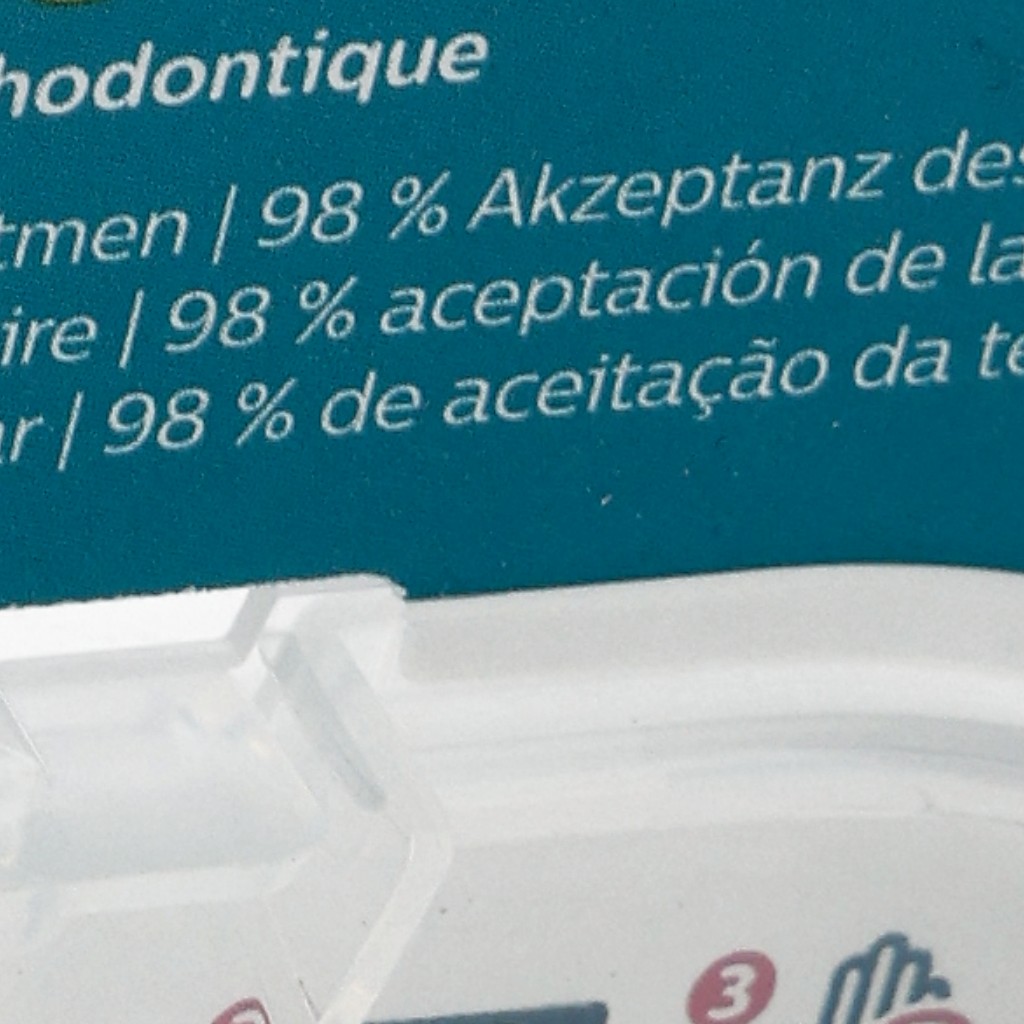 hodontique
tmen | 98 % Akzeptanz des
ire | 98 % aceptación de la
ar | 98 % de aceitação da te
3